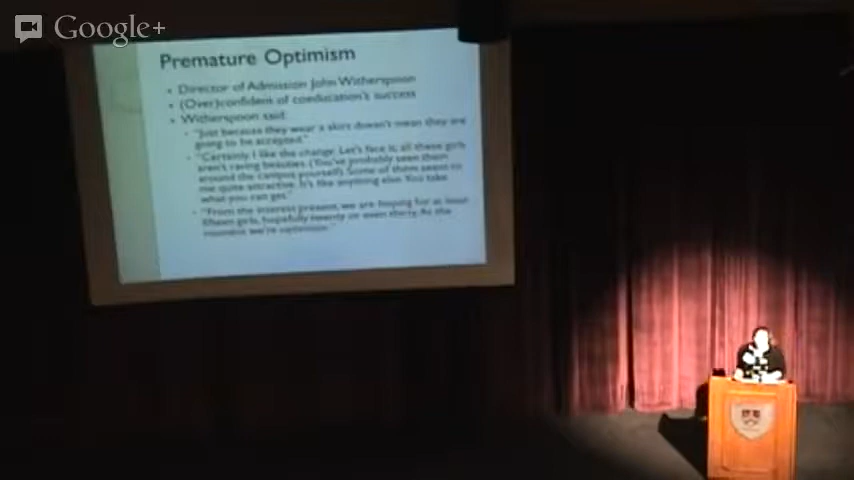 Google+
Premature Optimism
Director of Admission John Witherspoon
(Over)confident of coeducation's success
Witherspoon said:
"Just because they wear a skirt doesn't mean they are
going to be accepted."
"Certainly I like the change. Let's face it, all these girls
aren't raving beauties. (You've probably seen them
around the campus yourself). Some of them seem to
me quite attractive. It's like anything else. You take
what you can get."
"From the interest present, we are hoping for at least
fifteen girls, hopefully twenty or even thirty. At the
moment we're optimistic."